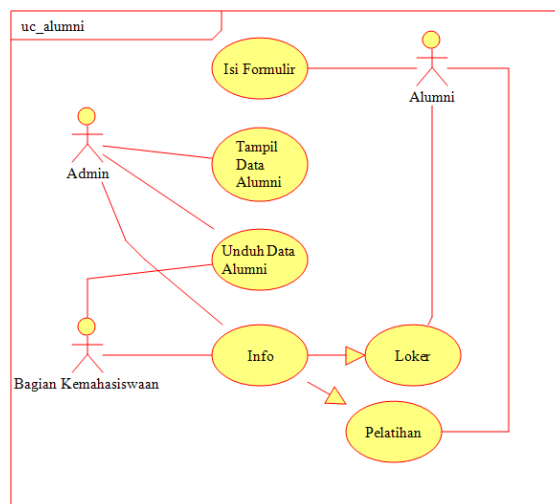 uc_alumni
Isi Formulir
Alumni
Admin
Tampil
Data
Alumni
Unduh Data
Alumni
Bagian Kemahasiswaan
Info
Loker
Pelatihan